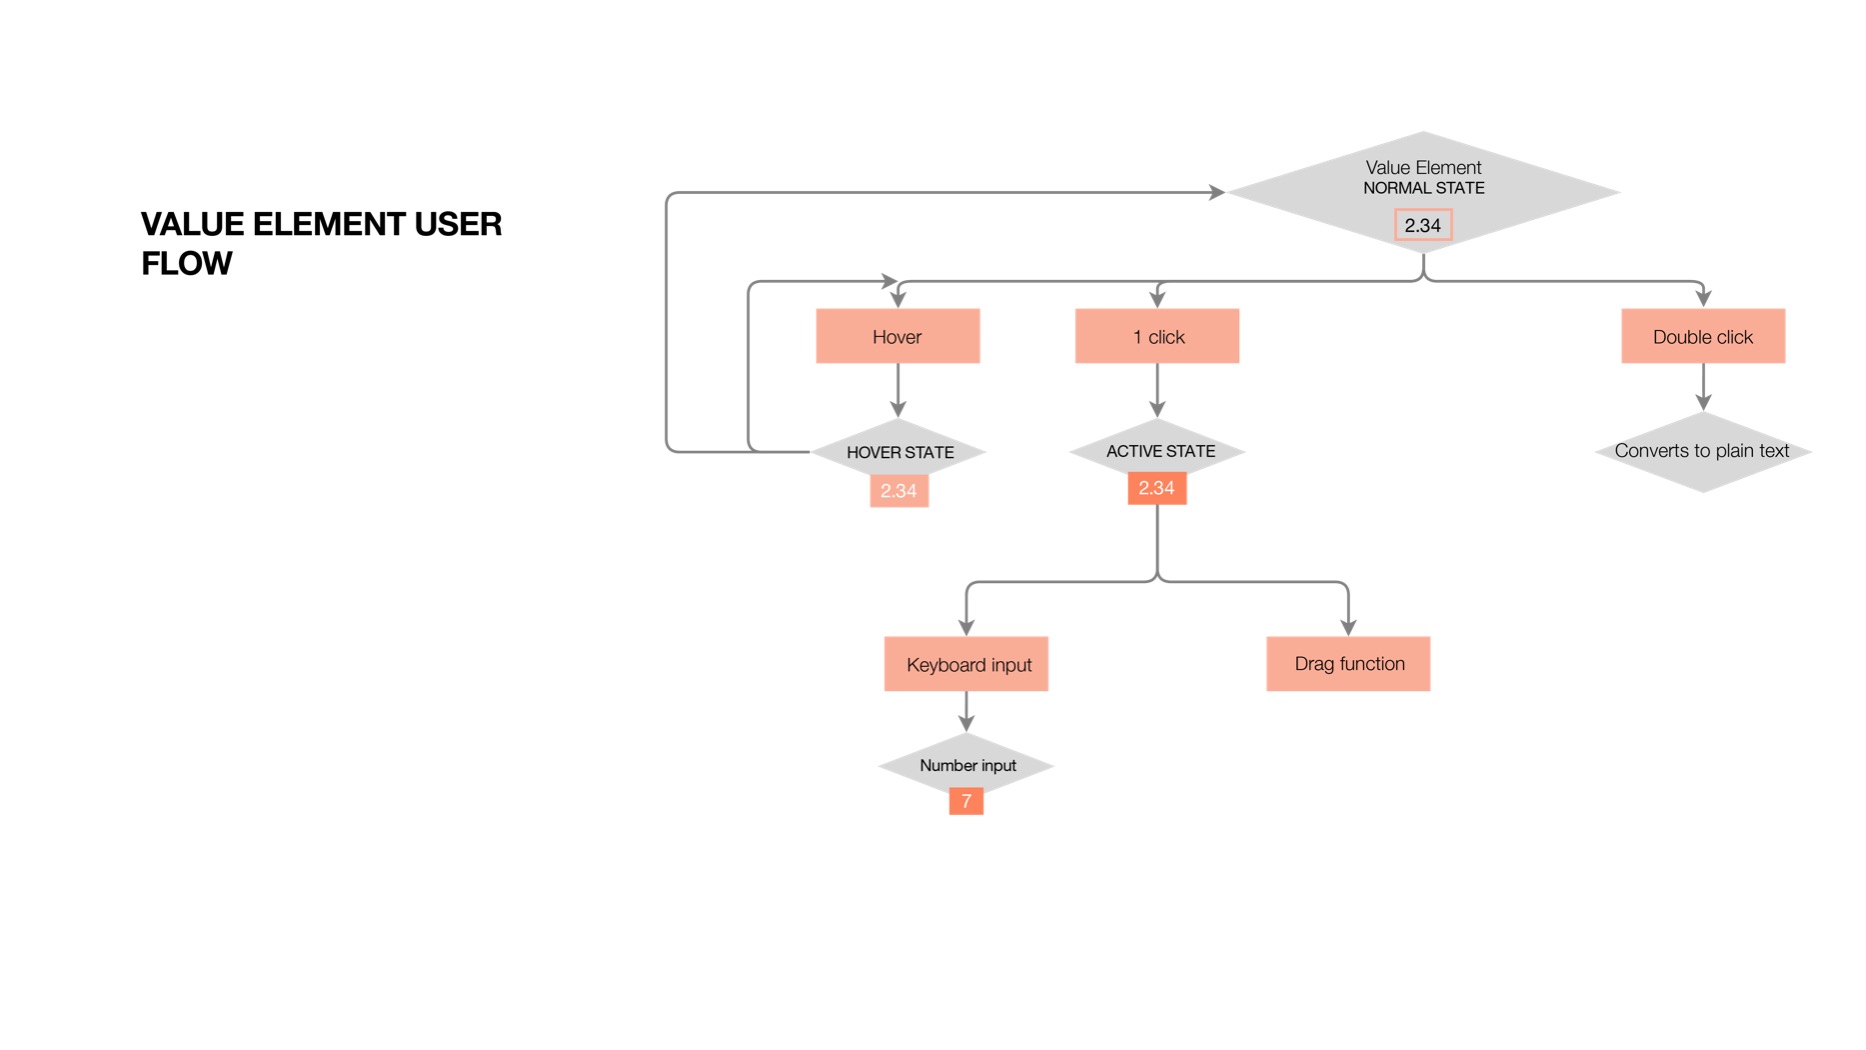 VALUE ELEMENT USER
FLOW
Value Element
NORMAL STATE
2.34
Hover
1 click
Double click
HOVER STATE
2.34
ACTIVE STATE
2.34
Converts to plain text
Keyboard input
Drag function
Number input
7